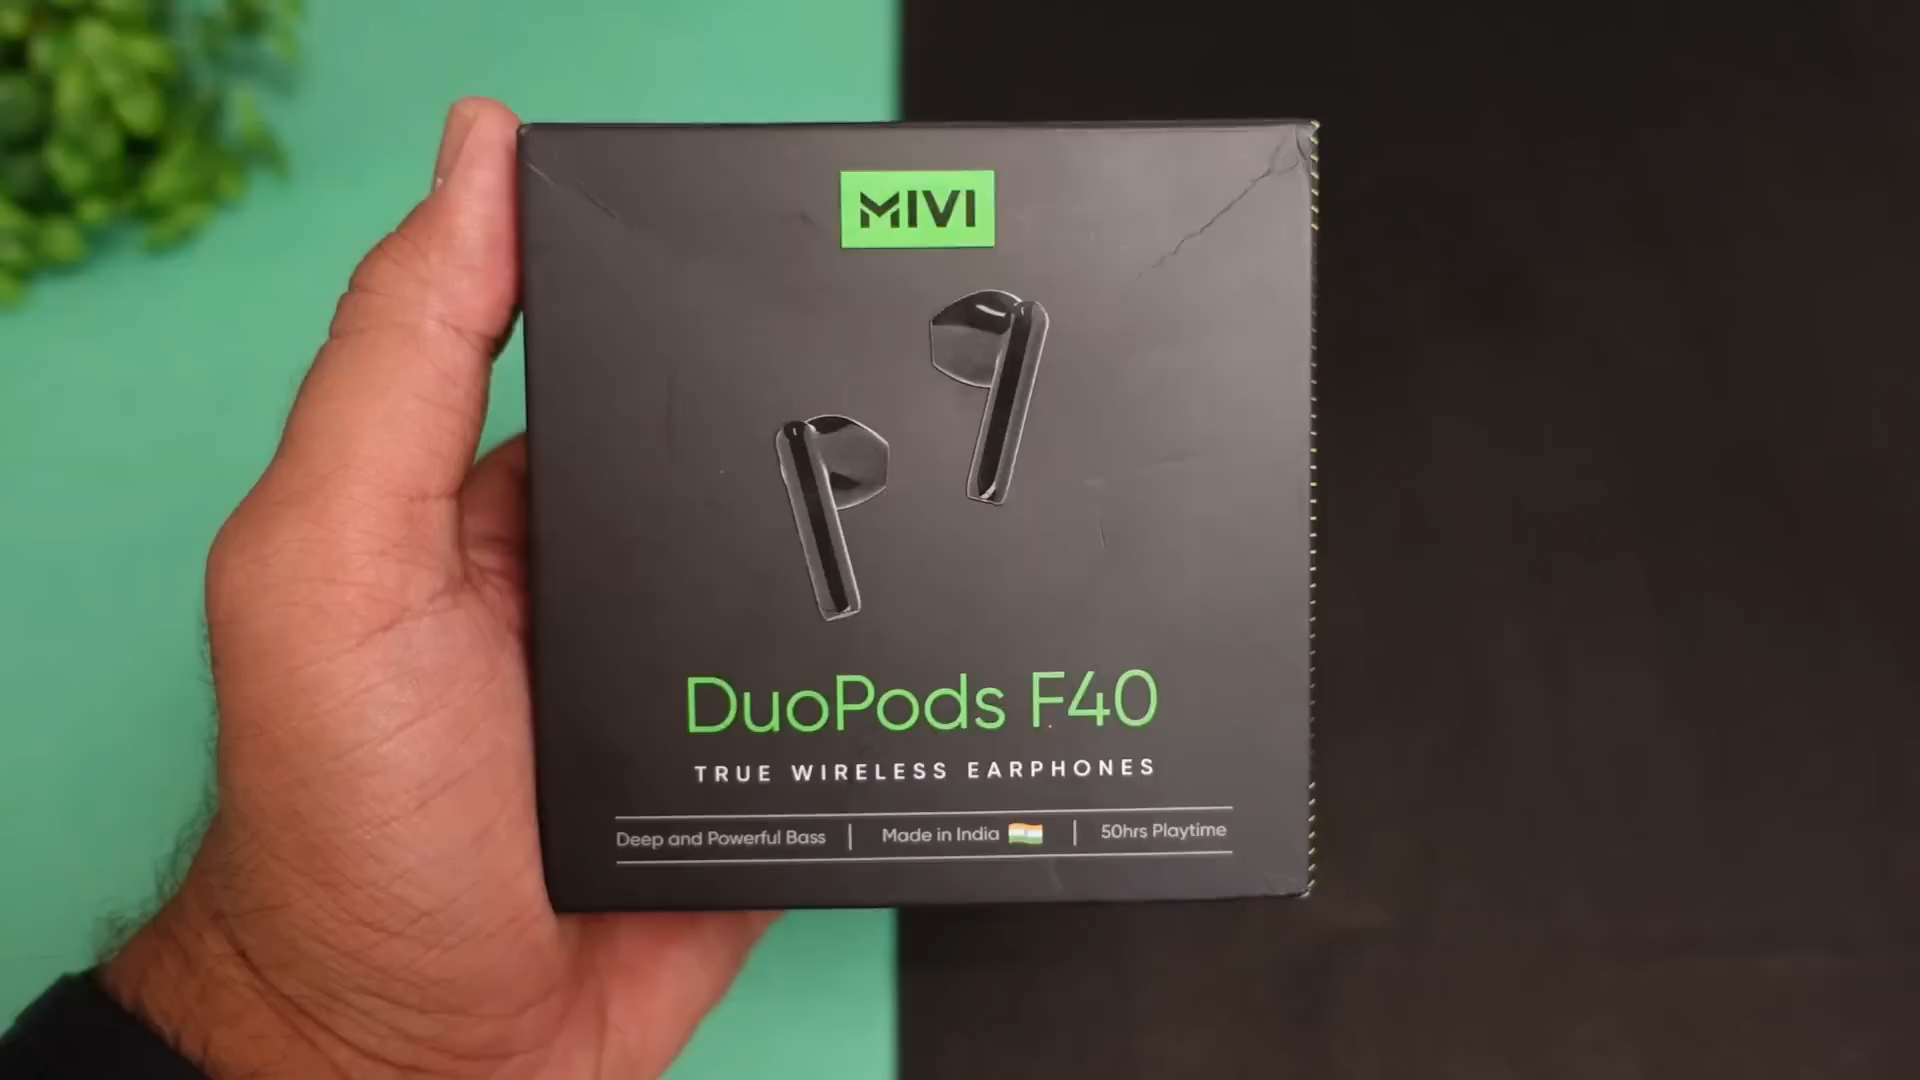 MIVI
DuoPods F40
TRUE WIRELESS EARPHONES
Deep and Powerful Bass | Made in India 🇮🇳 | 50hrs Playtime